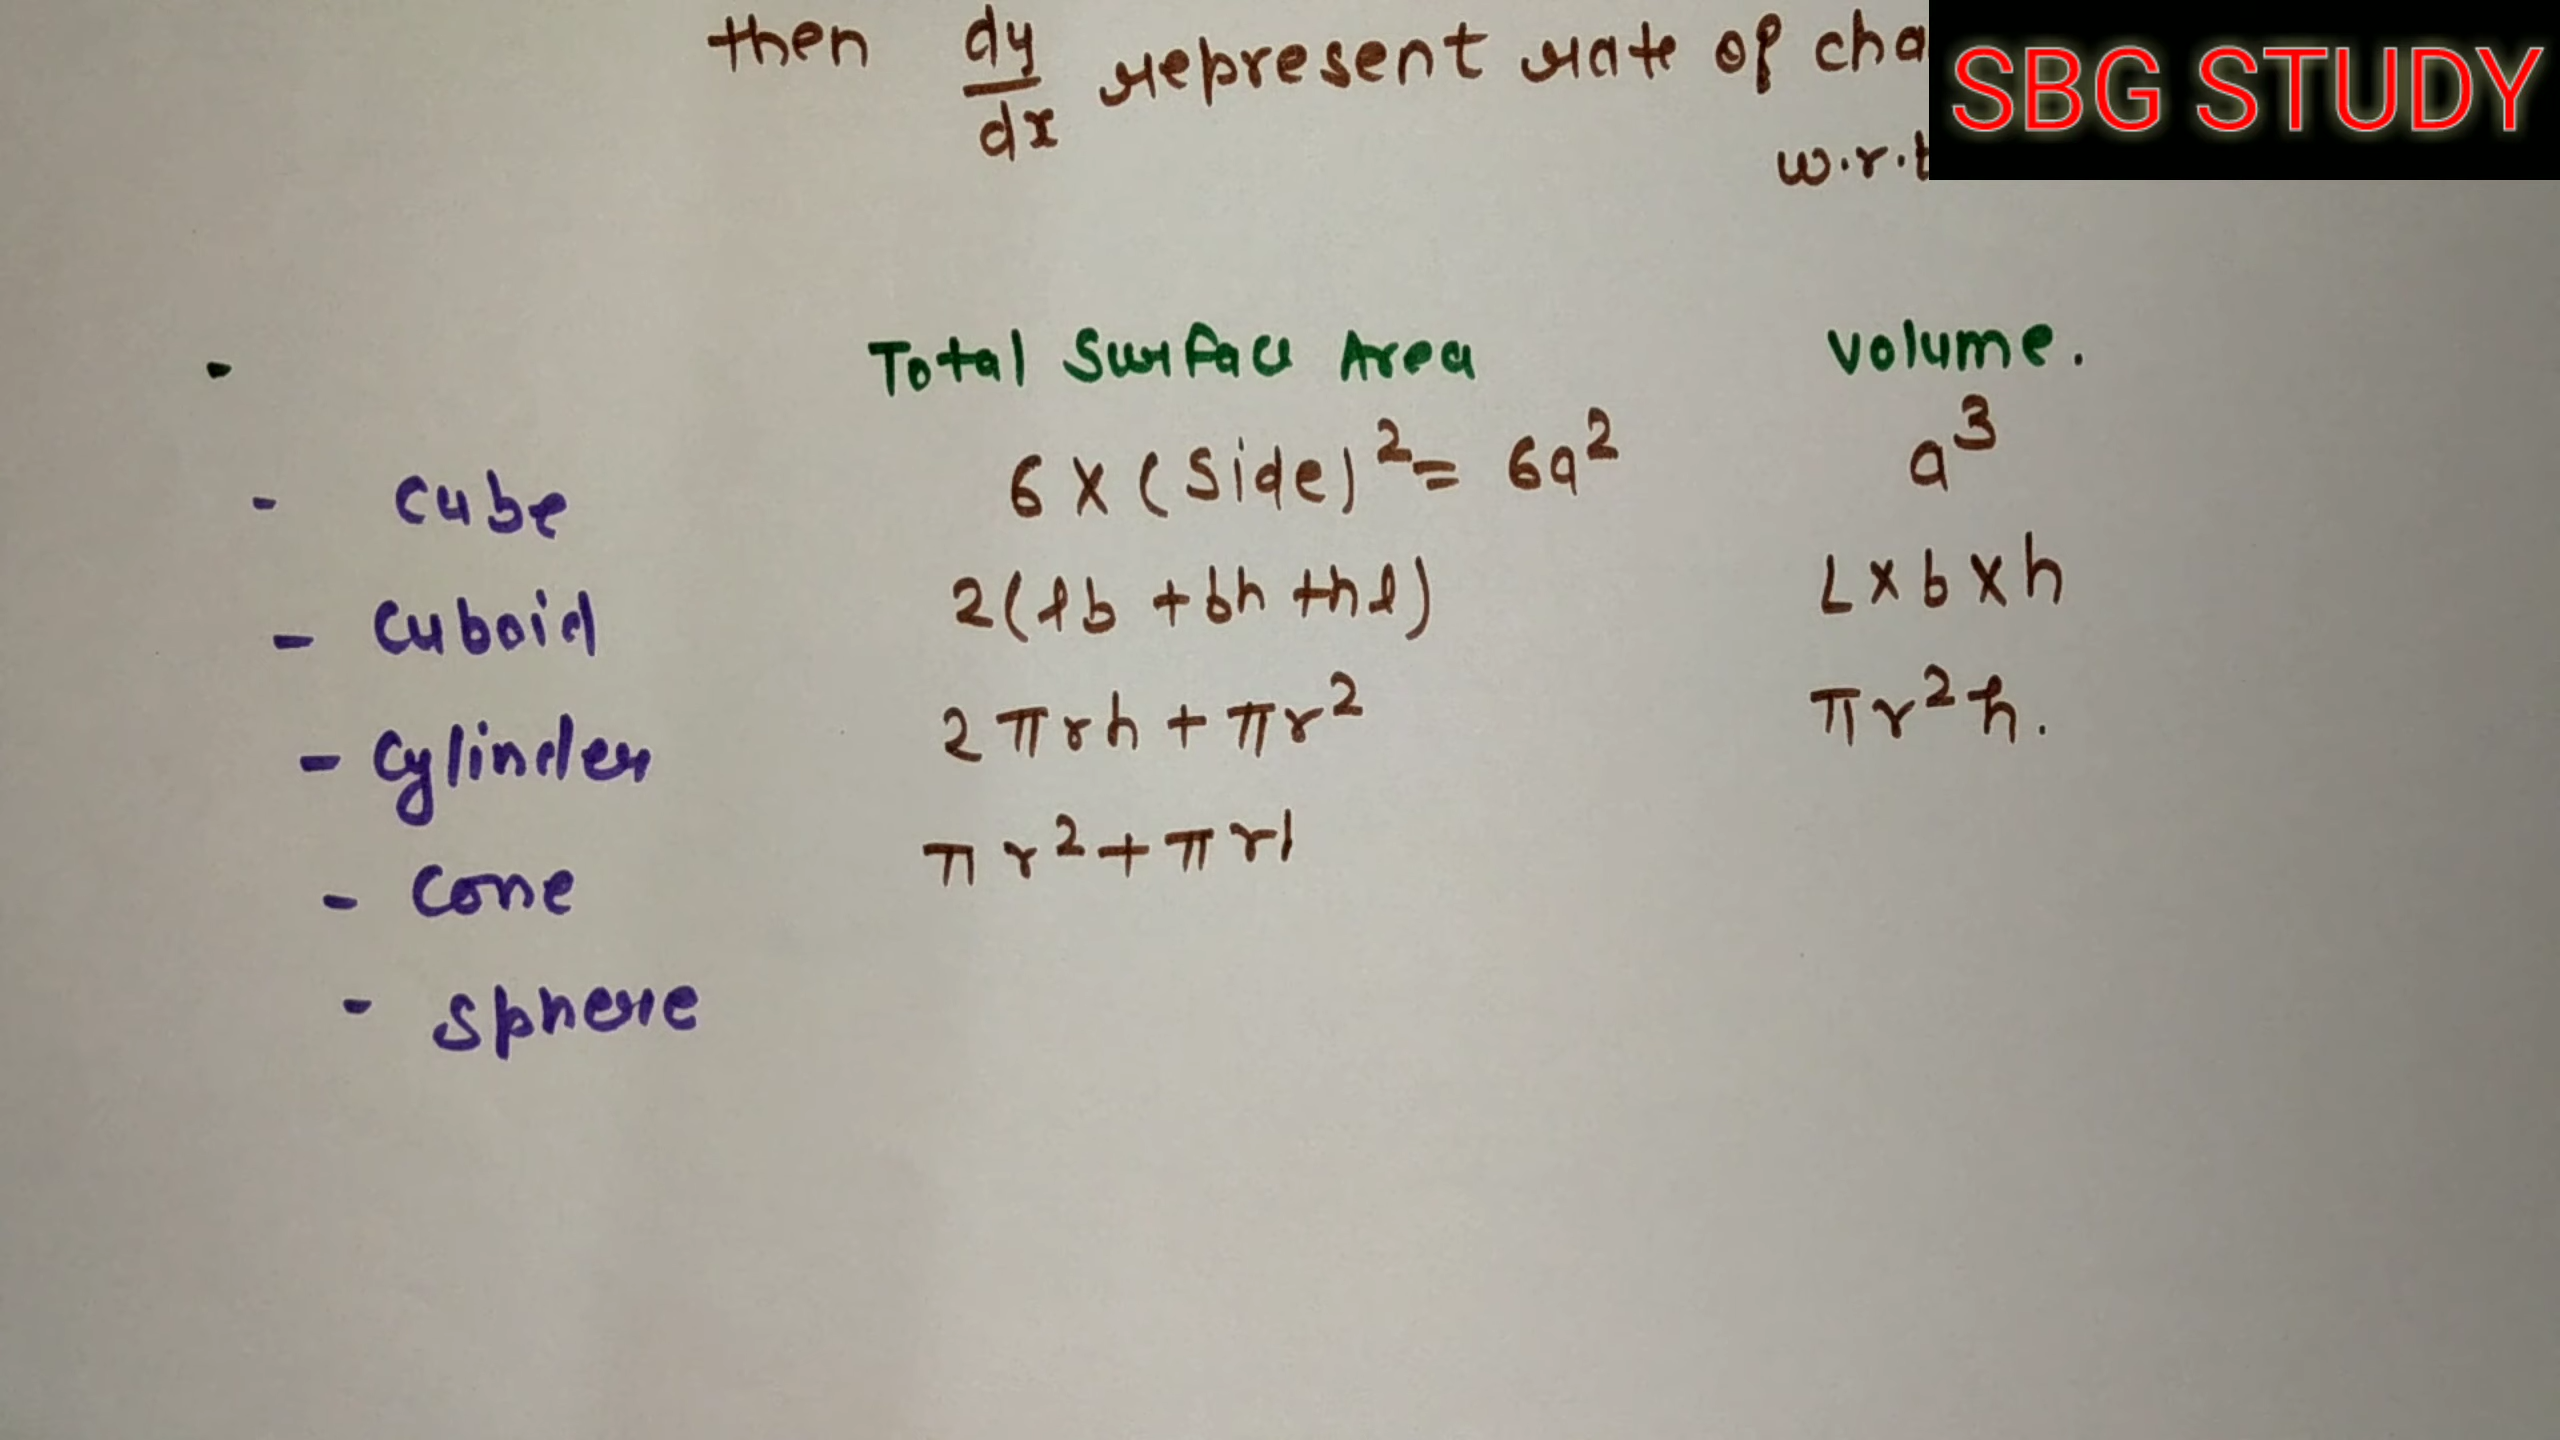 then dy/dx represent rate of cha
SBG STUDY
w.r.t
Total Surface Area Volume.
- Cube 6 × (Side)² = 6a² a³
- Cuboid 2(lb + bh + hl) L × b × h
- Cylinder 2πrh + πr² πr²h.
- Cone πr² + πrl
- Sphere